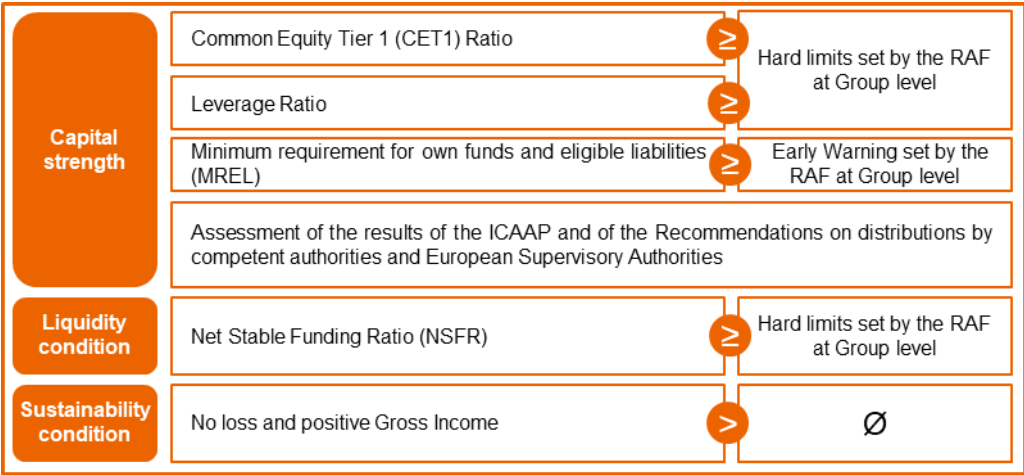 Capital
strength
Common Equity Tier 1 (CET1) Ratio
≥
Hard limits set by the RAF
at Group level
Leverage Ratio
≥
Minimum requirement for own funds and eligible liabilities
(MREL)
≥
Early Warning set by the
RAF at Group level
Assessment of the results of the ICAAP and of the Recommendations on distributions by
competent authorities and European Supervisory Authorities
Liquidity
condition
Net Stable Funding Ratio (NSFR)
≥
Hard limits set by the RAF
at Group level
Sustainability
condition
No loss and positive Gross Income
>
Ø